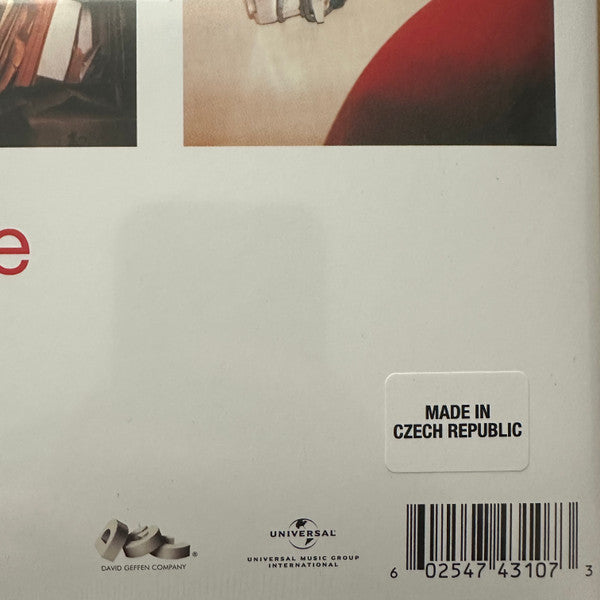 e
MADE IN
CZECH REPUBLIC
DAVID GEFFEN COMPANY
®
UNIVERSAL
UNIVERSAL MUSIC GROUP
INTERNATIONAL
6 02547 43107 3